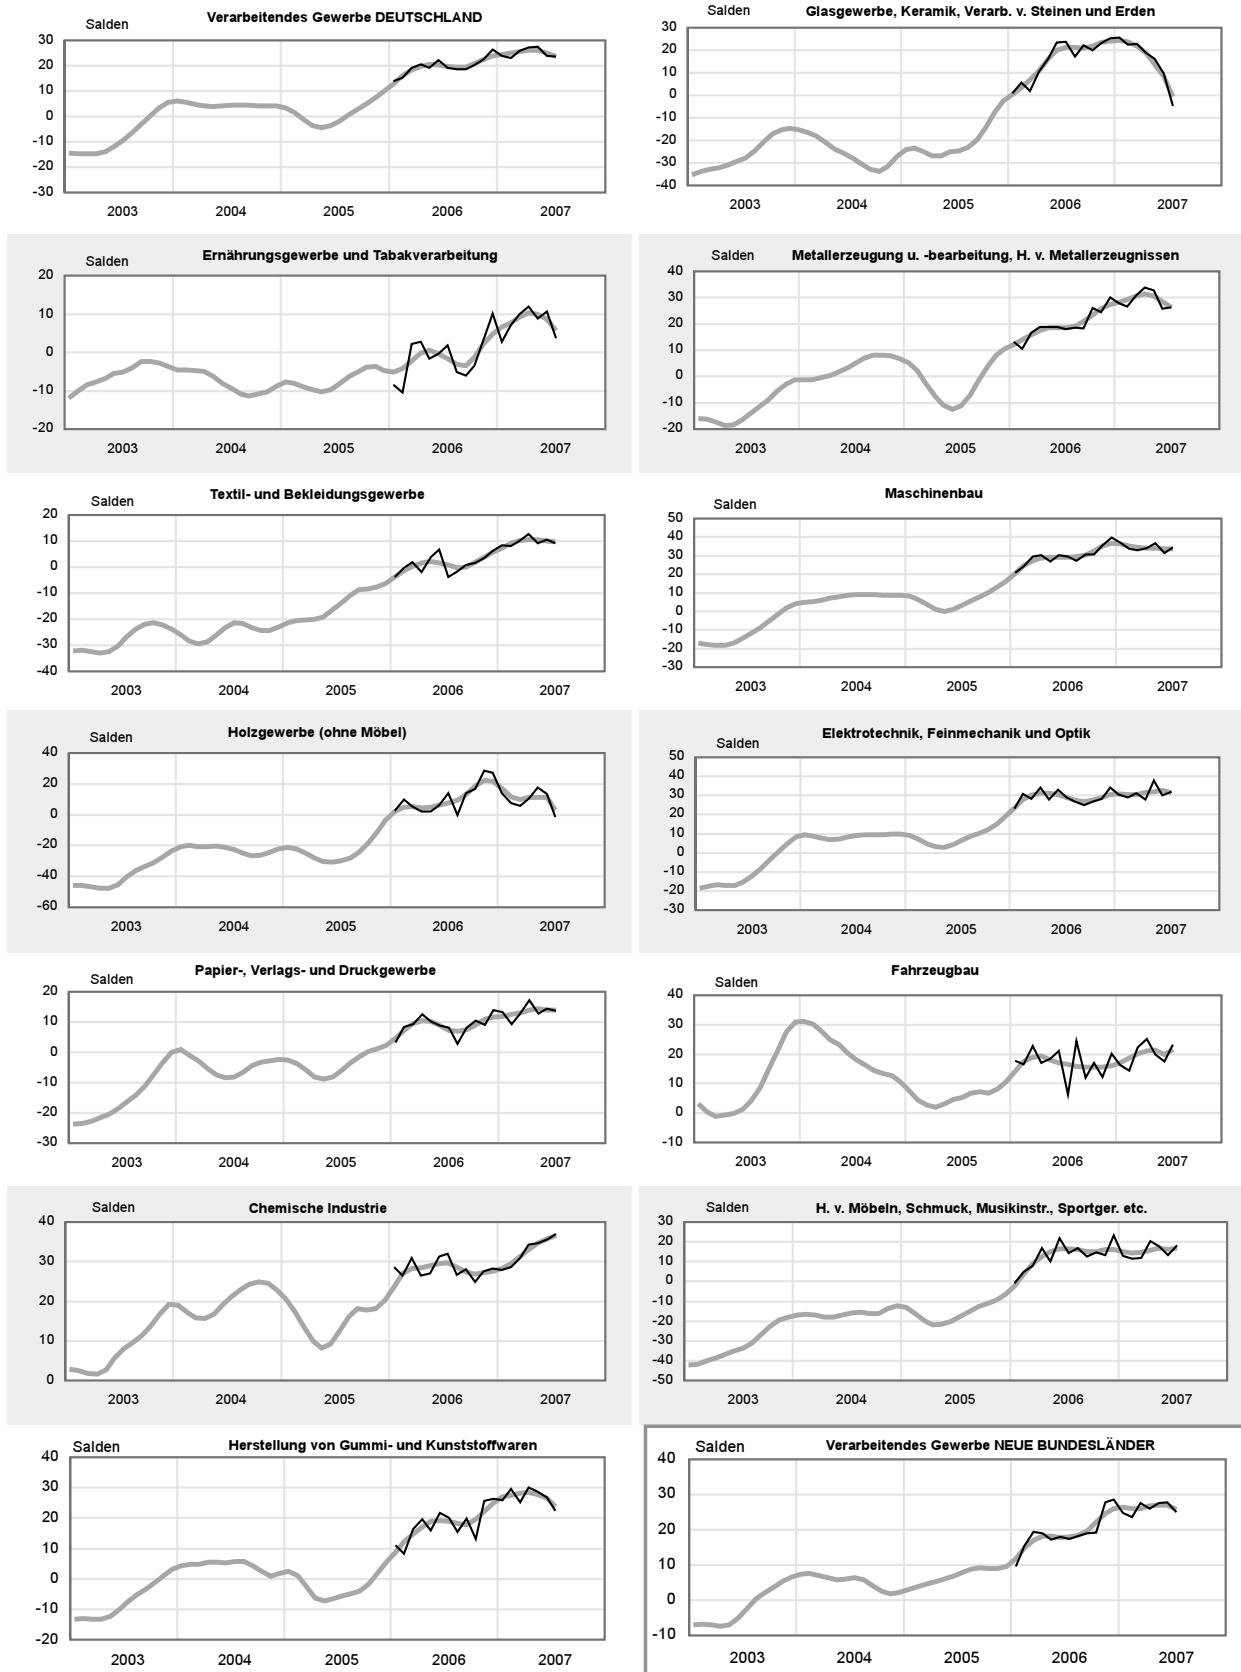 Verarbeitendes Gewerbe DEUTSCHLAND
Salden
30
20
10
0
-10
-20
-30
2003 2004 2005 2006 2007
Glasgewerbe, Keramik, Verarb. v. Steinen und Erden
Salden
30
20
10
0
-10
-20
-30
-40
2003 2004 2005 2006 2007
Ernährungsgewerbe und Tabakverarbeitung
Salden
20
10
0
-10
-20
2003 2004 2005 2006 2007
Metallerzeugung u. -bearbeitung, H. v. Metallerzeugnissen
Salden
40
30
20
10
0
-10
-20
2003 2004 2005 2006 2007
Textil- und Bekleidungsgewerbe
Salden
20
10
0
-10
-20
-30
-40
2003 2004 2005 2006 2007
Maschinenbau
Salden
50
40
30
20
10
0
-10
-20
-30
2003 2004 2005 2006 2007
Holzgewerbe (ohne Möbel)
Salden
40
20
0
-20
-40
-60
2003 2004 2005 2006 2007
Elektrotechnik, Feinmechanik und Optik
Salden
50
40
30
20
10
0
-10
-20
-30
2003 2004 2005 2006 2007
Papier-, Verlags- und Druckgewerbe
Salden
20
10
0
-10
-20
-30
2003 2004 2005 2006 2007
Fahrzeugbau
Salden
40
30
20
10
0
-10
2003 2004 2005 2006 2007
Chemische Industrie
Salden
40
30
20
10
0
2003 2004 2005 2006 2007
H. v. Möbeln, Schmuck, Musikinstr., Sportger. etc.
Salden
30
20
10
0
-10
-20
-30
-40
-50
2003 2004 2005 2006 2007
Herstellung von Gummi- und Kunststoffwaren
Salden
40
30
20
10
0
-10
-20
2003 2004 2005 2006 2007
Verarbeitendes Gewerbe NEUE BUNDESLÄNDER
Salden
40
30
20
10
0
-10
2003 2004 2005 2006 2007